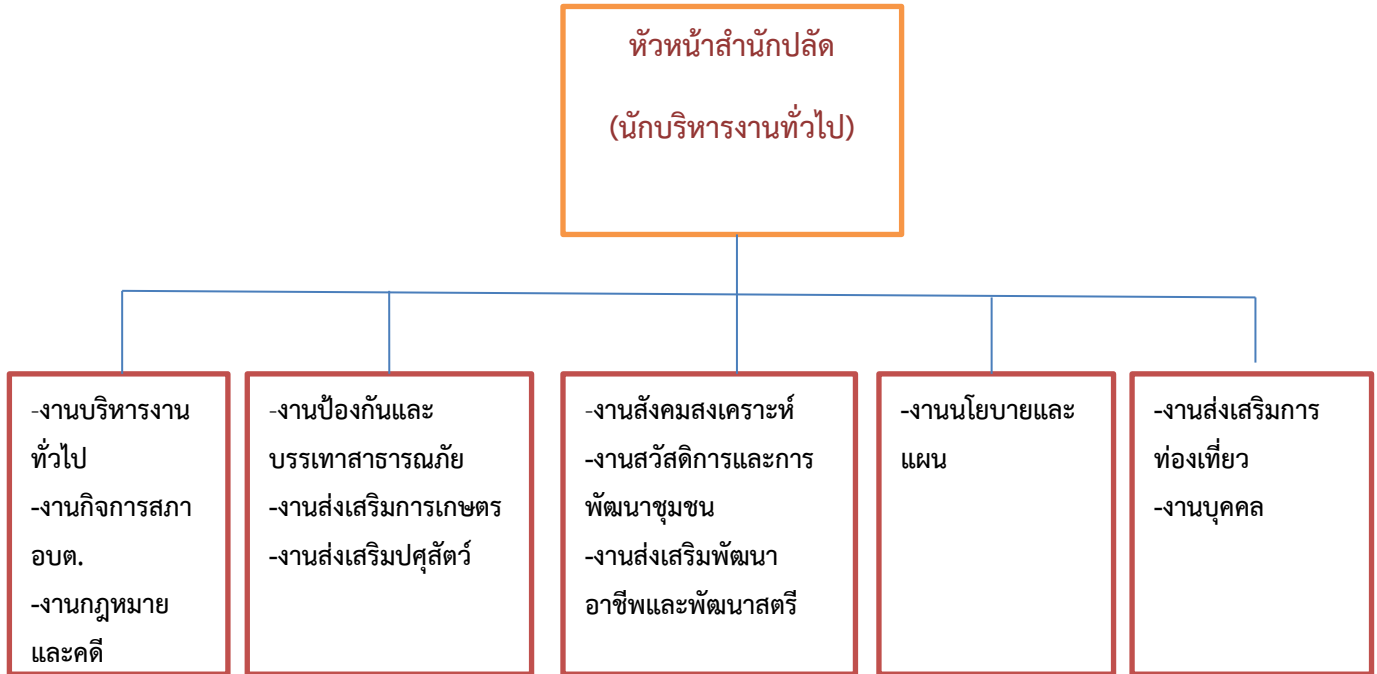 หัวหน้าสำนักปลัด
(นักบริหารงานทั่วไป)
-งานบริหารงาน
ทั่วไป
-งานกิจการสภา
อบต.
-งานกฎหมาย
และคดี
-งานป้องกันและ
บรรเทาสาธารณภัย
-งานส่งเสริมการเกษตร
-งานส่งเสริมปศุสัตว์
-งานสังคมสงเคราะห์
-งานสวัสดิการและการ
พัฒนาชุมชน
-งานส่งเสริมพัฒนา
อาชีพและพัฒนาสตรี
-งานนโยบายและ
แผน
-งานส่งเสริมการ
ท่องเที่ยว
-งานบุคคล